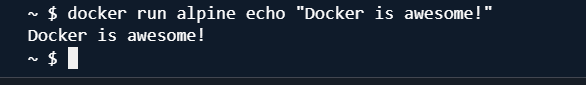 ~ $ docker run alpine echo "Docker is awesome!"
Docker is awesome!
~ $